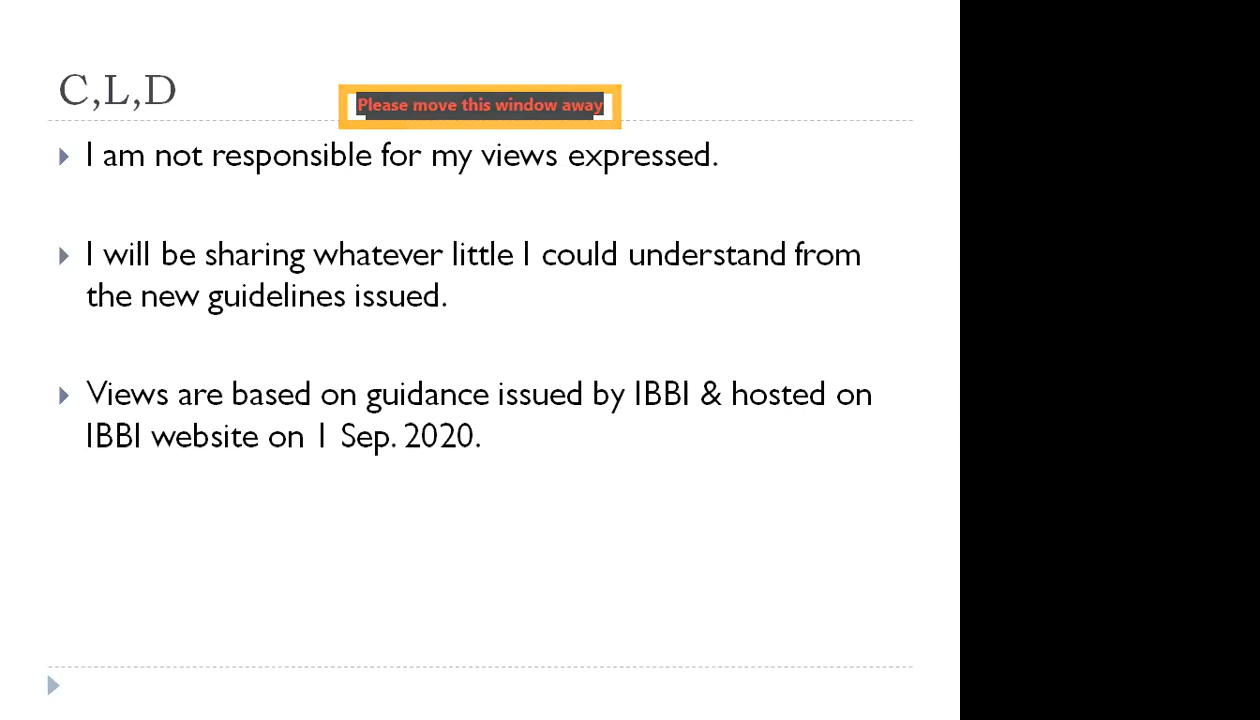 C,L,D
Please move this window away
I am not responsible for my views expressed.
I will be sharing whatever little I could understand from
the new guidelines issued.
Views are based on guidance issued by IBBI & hosted on
IBBI website on 1 Sep. 2020.